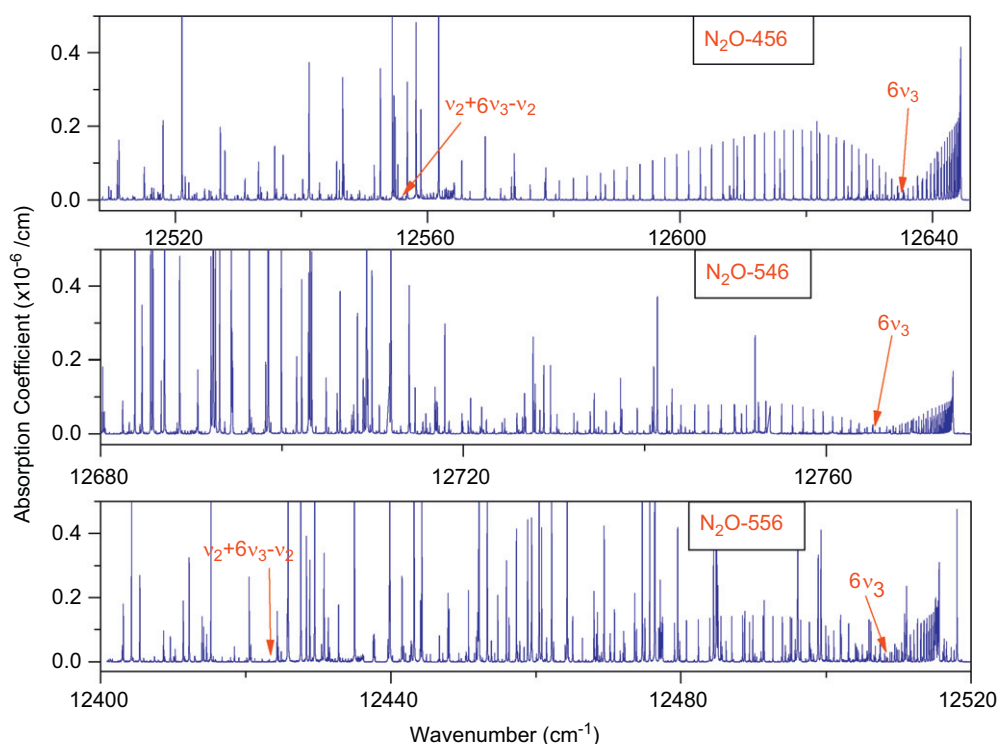 N₂O-456
0.4
0.2
0.0
ν₂+6ν₃-ν₂
6ν₃
12520 12560 12600 12640
N₂O-546
0.4
0.2
0.0
6ν₃
12680 12720 12760
N₂O-556
0.4
0.2
0.0
ν₂+6ν₃-ν₂
6ν₃
12400 12440 12480 12520
Absorption Coefficient (x10⁻⁶ /cm)
Wavenumber (cm⁻¹)